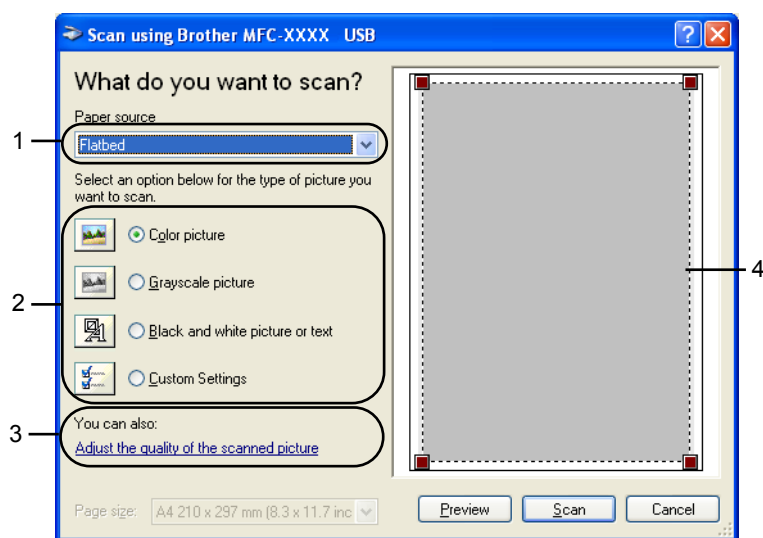 Scan using Brother MFC-XXXX USB
What do you want to scan?
Paper source
1
Flatbed
Select an option below for the type of picture you
want to scan.
Color picture
Grayscale picture
2
Black and white picture or text
Custom Settings
You can also:
3
Adjust the quality of the scanned picture
4
Page size: A4 210 x 297 mm (8.3 x 11.7 inc
Preview Scan Cancel